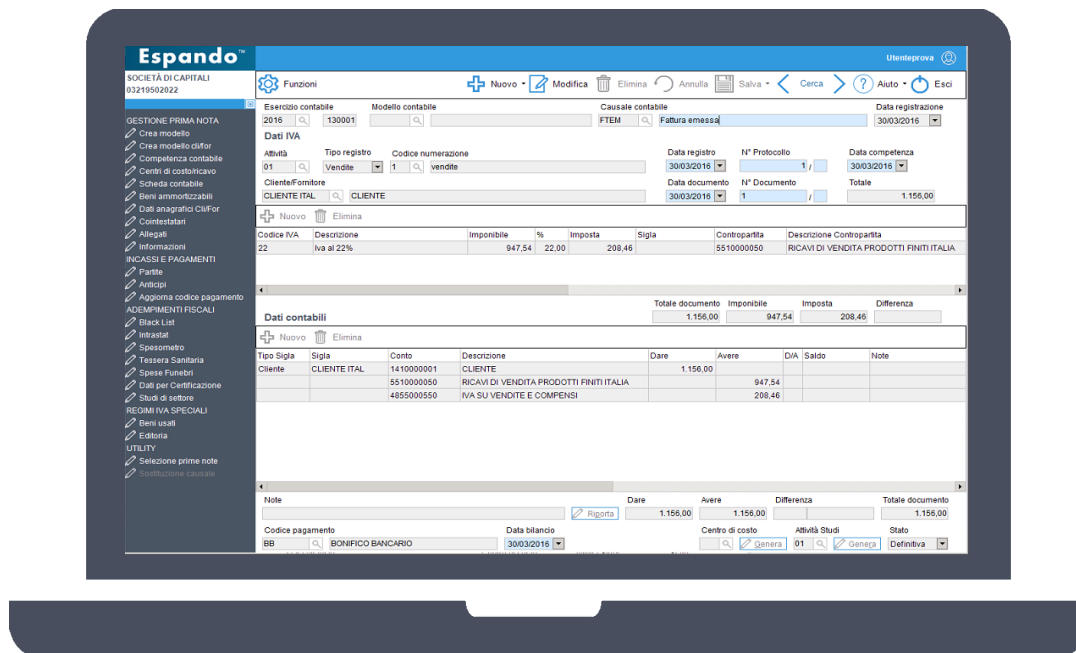 Espando™
Utenteprova
SOCIETÀ DI CAPITALI
03219502022
Funzioni Nuovo Modifica Elimina Annulla Salva Cerca ? Aiuto Esci
GESTIONE PRIMA NOTA
Crea modello
Crea modello cli/for
Competenza contabile
Centri di costo/ricavo
Scheda contabile
Beni ammortizzabili
Dati anagrafici Cli/For
Cointestatari
Allegati
Informazioni
INCASSI E PAGAMENTI
Partite
Anticipi
Aggiorna codice pagamento
ADEMPIMENTI FISCALI
Black List
Intrastat
Spesometro
Tessera Sanitaria
Spese Funebri
Dati per Certificazione
Studi di settore
REGIMI IVA SPECIALI
Beni usati
Editoria
UTILITY
Selezione prime note
Sostituzione causale
Esercizio contabile Modello contabile Causale contabile Data registrazione
2016 130001 FTEM Fattura emessa 30/03/2016
Dati IVA
Attività Tipo registro Codice numerazione Data registro N° Protocollo Data competenza
01 Vendite 1 vendite 30/03/2016 1 / 30/03/2016
Cliente/Fornitore Data documento N° Documento Totale
CLIENTE ITAL CLIENTE 30/03/2016 1 / 1.156,00
Nuovo Elimina
Codice IVA Descrizione Imponibile % Imposta Sigla Contropartita Descrizione Contropartita
22 Iva al 22% 947,54 22,00 208,46 5510000050 RICAVI DI VENDITA PRODOTTI FINITI ITALIA
Totale documento Imponibile Imposta Differenza
Dati contabili 1.156,00 947,54 208,46
Nuovo Elimina
Tipo Sigla Sigla Conto Descrizione Dare Avere D/A Saldo Note
Cliente CLIENTE ITAL 1410000001 CLIENTE 1.156,00
5510000050 RICAVI DI VENDITA PRODOTTI FINITI ITALIA 947,54
4855000550 IVA SU VENDITE E COMPENSI 208,46
Note Dare Avere Differenza Totale documento
Riporta 1.156,00 1.156,00 1.156,00
Codice pagamento Data bilancio Centro di costo Attività Studi Stato
BB BONIFICO BANCARIO 30/03/2016 Genera 01 Genera Definitiva